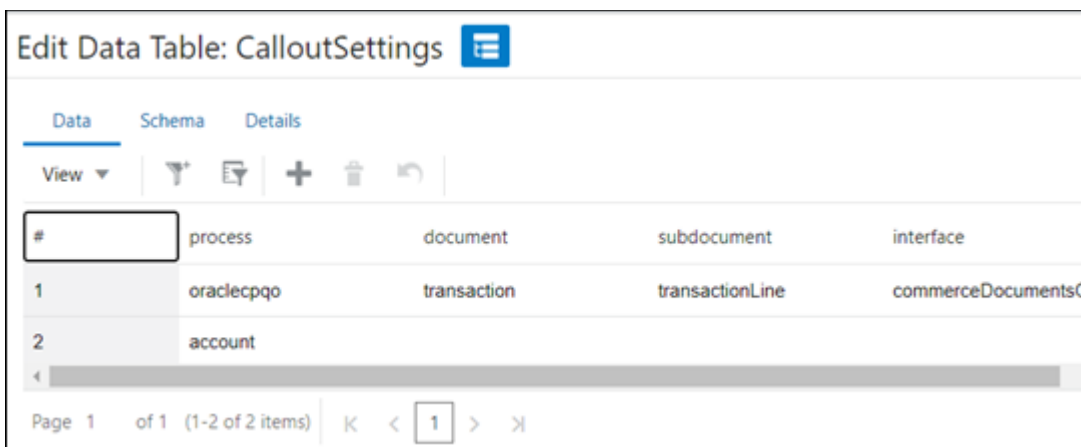 Edit Data Table: CalloutSettings
Data Schema Details
View
# process document subdocument interface
1 oraclecpqo transaction transactionLine
2 account
Page 1 of 1 (1-2 of 2 items) 1